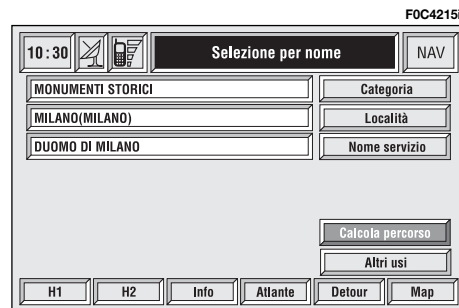 F0C4215i
10:30 Selezione per nome NAV
MONUMENTI STORICI Categoria
MILANO(MILANO) Località
DUOMO DI MILANO Nome servizio
Calcola percorso
Altri usi
H1 H2 Info Atlante Detour Map